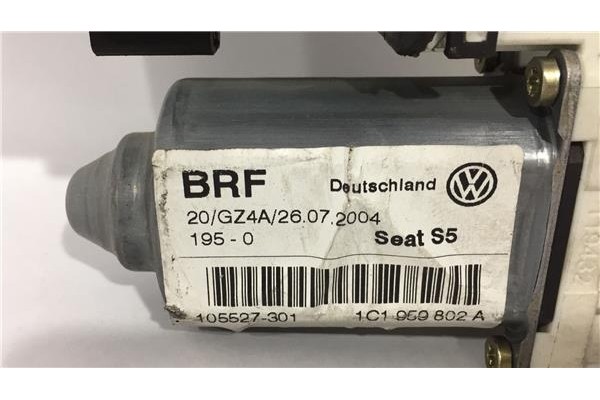 BRF Deutschland
20/GZ4A/26.07.2004
195 - 0 Seat S5
105527-301 1C1 959 802 A